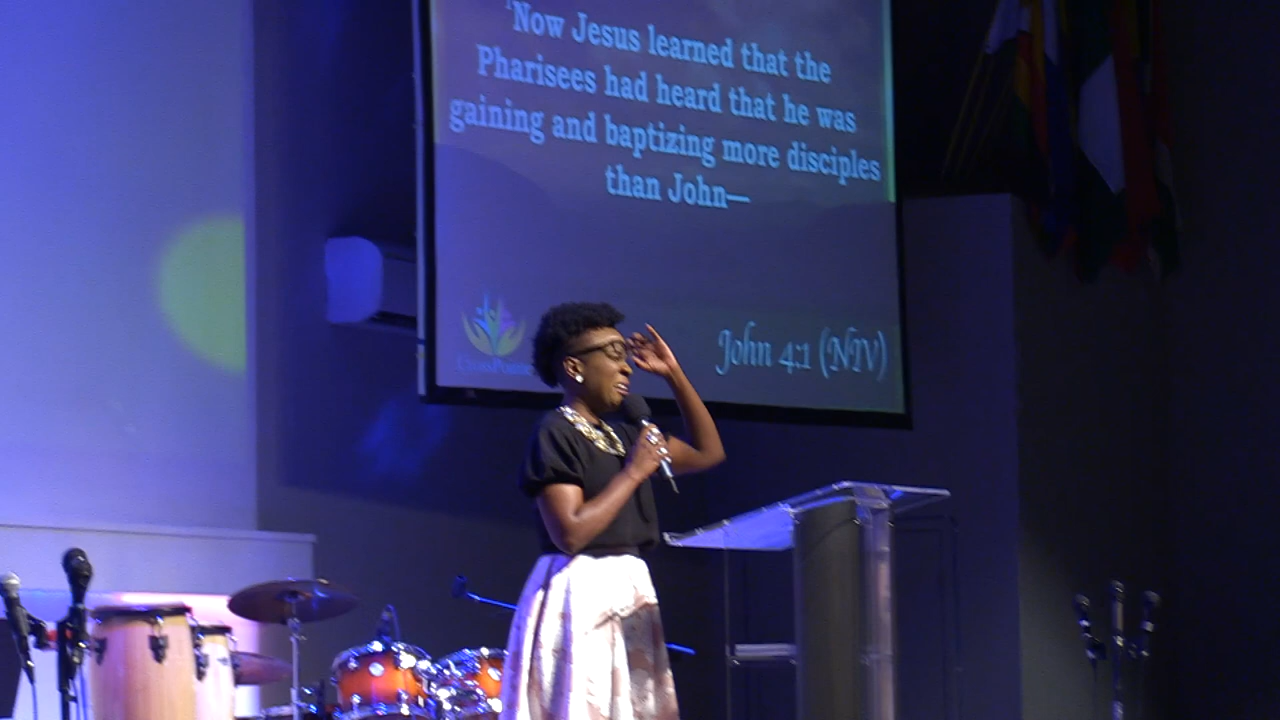 ¹Now Jesus learned that the
Pharisees had heard that he was
gaining and baptizing more disciples
than John—
John 4:1 (NIV)